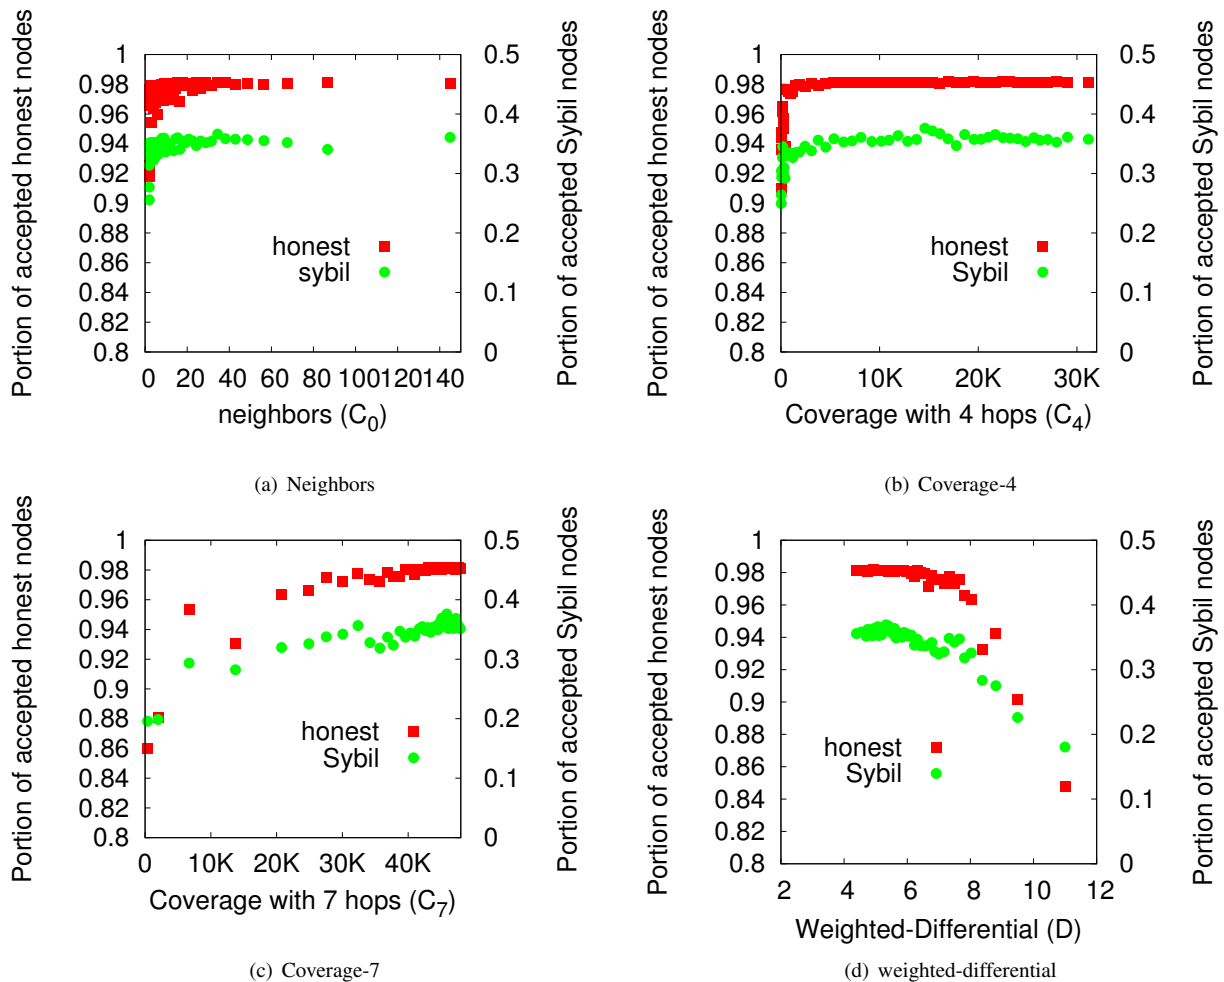 Portion of accepted honest nodes
1
0.98
0.96
0.94
0.92
0.9
0.88
0.86
0.84
0.82
0.8
0.5
0.4
0.3
0.2
0.1
0
Portion of accepted Sybil nodes
honest
sybil
0 20 40 60 80 100 120 140
neighbors (C0)
(a) Neighbors
Portion of accepted honest nodes
1
0.98
0.96
0.94
0.92
0.9
0.88
0.86
0.84
0.82
0.8
0.5
0.4
0.3
0.2
0.1
0
Portion of accepted Sybil nodes
honest
Sybil
0 10K 20K 30K
Coverage with 4 hops (C4)
(b) Coverage-4
Portion of accepted honest nodes
1
0.98
0.96
0.94
0.92
0.9
0.88
0.86
0.84
0.82
0.8
0.5
0.4
0.3
0.2
0.1
0
Portion of accepted Sybil nodes
honest
Sybil
0 10K 20K 30K 40K
Coverage with 7 hops (C7)
(c) Coverage-7
Portion of accepted honest nodes
1
0.98
0.96
0.94
0.92
0.9
0.88
0.86
0.84
0.82
0.8
0.5
0.4
0.3
0.2
0.1
0
Portion of accepted Sybil nodes
honest
Sybil
2 4 6 8 10 12
Weighted-Differential (D)
(d) weighted-differential